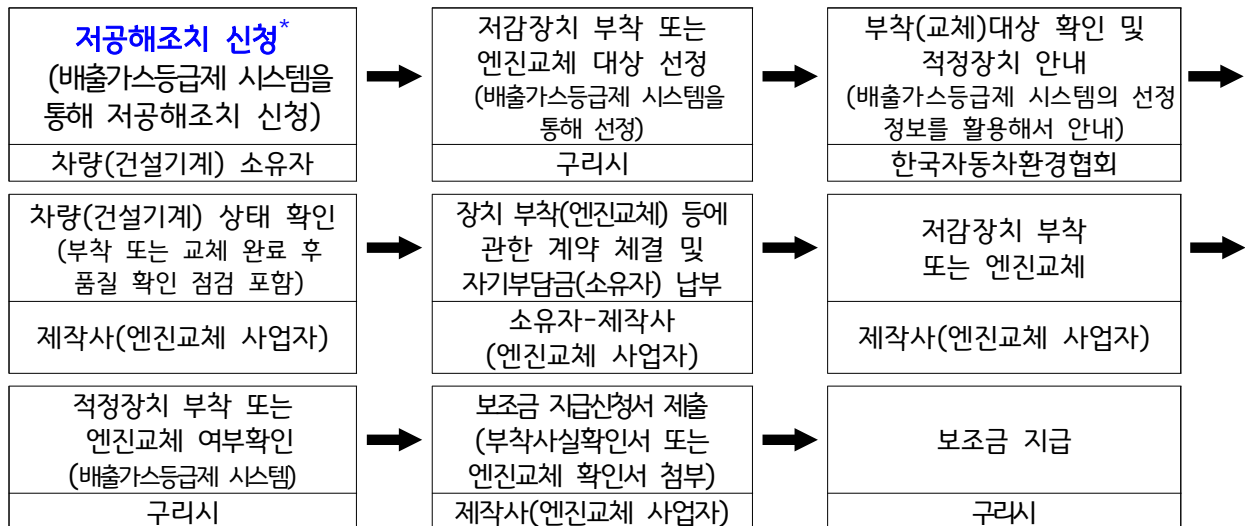 저공해조치 신청*
(배출가스등급제 시스템을
통해 저공해조치 신청)
차량(건설기계) 소유자
저감장치 부착 또는
엔진교체 대상 선정
(배출가스등급제 시스템을
통해 선정)
구리시
부착(교체)대상 확인 및
적정장치 안내
(배출가스등급제 시스템의 선정
정보를 활용해서 안내)
한국자동차환경협회
차량(건설기계) 상태 확인
(부착 또는 교체 완료 후
품질 확인 점검 포함)
제작사(엔진교체 사업자)
장치 부착(엔진교체) 등에
관한 계약 체결 및
자기부담금(소유자) 납부
소유자-제작사
(엔진교체 사업자)
저감장치 부착
또는 엔진교체
제작사(엔진교체 사업자)
적정장치 부착 또는
엔진교체 여부확인
(배출가스등급제 시스템)
구리시
보조금 지급신청서 제출
(부착사실확인서 또는
엔진교체 확인서 첨부)
제작사(엔진교체 사업자)
보조금 지급
구리시